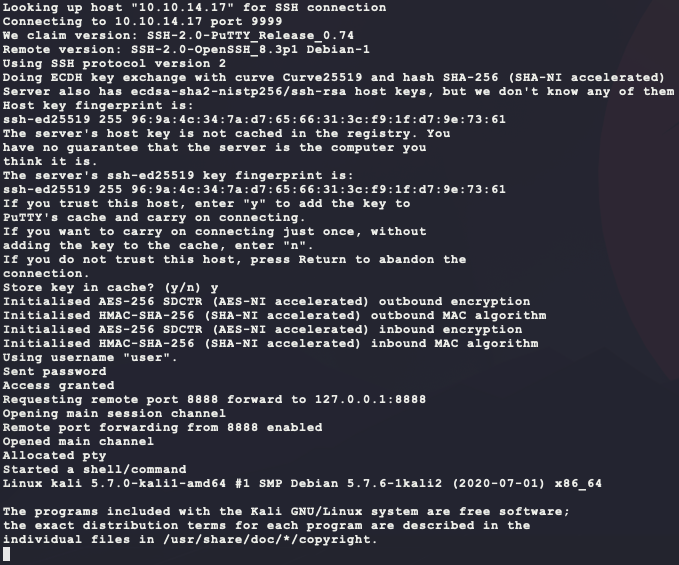 Looking up host "10.10.14.17" for SSH connection
Connecting to 10.10.14.17 port 9999
We claim version: SSH-2.0-PuTTY_Release_0.74
Remote version: SSH-2.0-OpenSSH_8.3p1 Debian-1
Using SSH protocol version 2
Doing ECDH key exchange with curve Curve25519 and hash SHA-256 (SHA-NI accelerated)
Server also has ecdsa-sha2-nistp256/ssh-rsa host keys, but we don't know any of them
Host key fingerprint is:
ssh-ed25519 255 96:9a:4c:34:7a:d7:65:66:31:3c:f9:1f:d7:9e:73:61
The server's host key is not cached in the registry. You
have no guarantee that the server is the computer you
think it is.
The server's ssh-ed25519 key fingerprint is:
ssh-ed25519 255 96:9a:4c:34:7a:d7:65:66:31:3c:f9:1f:d7:9e:73:61
If you trust this host, enter "y" to add the key to
PuTTY's cache and carry on connecting.
If you want to carry on connecting just once, without
adding the key to the cache, enter "n".
If you do not trust this host, press Return to abandon the
connection.
Store key in cache? (y/n) y
Initialised AES-256 SDCTR (AES-NI accelerated) outbound encryption
Initialised HMAC-SHA-256 (SHA-NI accelerated) outbound MAC algorithm
Initialised AES-256 SDCTR (AES-NI accelerated) inbound encryption
Initialised HMAC-SHA-256 (SHA-NI accelerated) inbound MAC algorithm
Using username "user".
Sent password
Access granted
Requesting remote port 8888 forward to 127.0.0.1:8888
Opening main session channel
Remote port forwarding from 8888 enabled
Opened main channel
Allocated pty
Started a shell/command
Linux kali 5.7.0-kali1-amd64 #1 SMP Debian 5.7.6-1kali2 (2020-07-01) x86_64
The programs included with the Kali GNU/Linux system are free software;
the exact distribution terms for each program are described in the
individual files in /usr/share/doc/*/copyright.